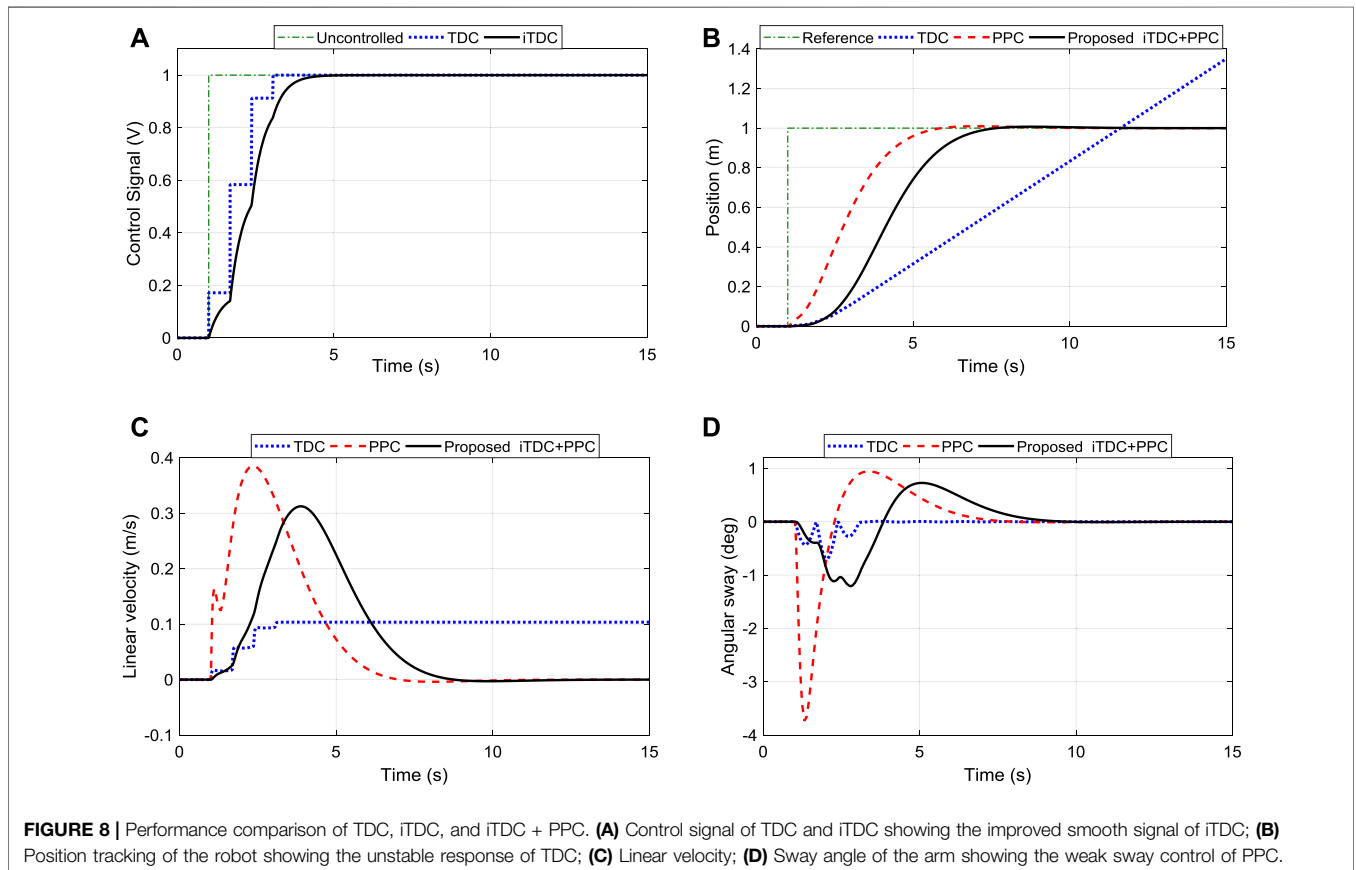 A
Uncontrolled TDC iTDC
Control Signal (V)
1
0.8
0.6
0.4
0.2
0
0 5 10 15
Time (s)
B
Reference TDC PPC Proposed iTDC+PPC
Position (m)
1.4
1.2
1
0.8
0.6
0.4
0.2
0
0 5 10 15
Time (s)
C
TDC PPC Proposed iTDC+PPC
Linear velocity (m/s)
0.4
0.3
0.2
0.1
0
-0.1
0 5 10 15
Time (s)
D
TDC PPC Proposed iTDC+PPC
Angular sway (deg)
1
0
-1
-2
-3
-4
0 5 10 15
Time (s)
FIGURE 8 | Performance comparison of TDC, iTDC, and iTDC + PPC. (A) Control signal of TDC and iTDC showing the improved smooth signal of iTDC; (B)
Position tracking of the robot showing the unstable response of TDC; (C) Linear velocity; (D) Sway angle of the arm showing the weak sway control of PPC.